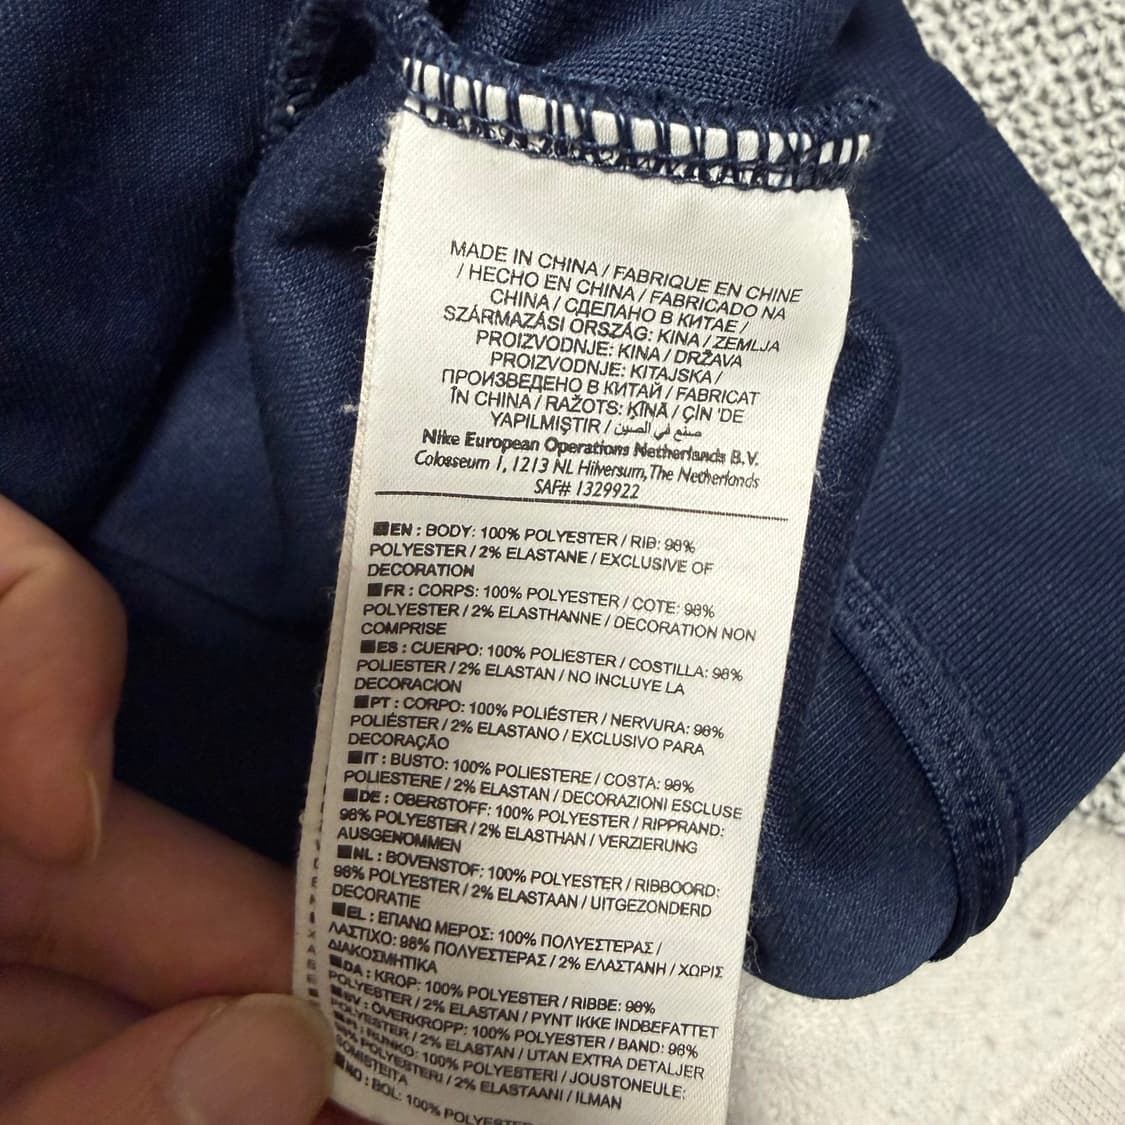 MADE IN CHINA / FABRIQUE EN CHINE
/ HECHO EN CHINA / FABRICADO NA
CHINA / СДЕЛАНО В КИТАЕ /
SZÁRMAZÁSI ORSZÁG: KINA / ZEMLJA
PROIZVODNJE: KINA / DRŽAVA
PROIZVODNJE: KITAJSKA /
ПРОИЗВЕДЕНО В КИТАЙ / FABRICAT
ÎN CHINA / RAŽOTS: ĶĪNĀ / ÇİN 'DE
YAPILMIŞTIR / صنع في الصين
Nike European Operations Netherlands B.V.
Colosseum 1, 1213 NL Hilversum, The Netherlands
SAF# 1329922
EN : BODY: 100% POLYESTER / RIB: 98%
POLYESTER / 2% ELASTANE / EXCLUSIVE OF
DECORATION
FR : CORPS: 100% POLYESTER / COTE: 98%
POLYESTER / 2% ELASTHANNE / DECORATION NON
COMPRISE
ES : CUERPO: 100% POLIESTER / COSTILLA: 98%
POLIESTER / 2% ELASTAN / NO INCLUYE LA
DECORACION
PT : CORPO: 100% POLIÉSTER / NERVURA: 98%
POLIÉSTER / 2% ELASTANO / EXCLUSIVO PARA
DECORAÇÃO
IT : BUSTO: 100% POLIESTERE / COSTA: 98%
POLIESTERE / 2% ELASTAN / DECORAZIONI ESCLUSE
DE : OBERSTOFF: 100% POLYESTER / RIPPRAND:
98% POLYESTER / 2% ELASTHAN / VERZIERUNG
AUSGENOMMEN
NL : BOVENSTOF: 100% POLYESTER / RIBBOORD:
98% POLYESTER / 2% ELASTAAN / UITGEZONDERD
DECORATIE
EL : ΕΠΑΝΩ ΜΕΡΟΣ: 100% ΠΟΛΥΕΣΤΕΡΑΣ /
ΛΑΣΤΙΧΟ: 98% ΠΟΛΥΕΣΤΕΡΑΣ / 2% ΕΛΑΣΤΑΝΗ / ΧΩΡΙΣ
ΔΙΑΚΟΣΜΗΤΙΚΑ
DA : KROP: 100% POLYESTER / RIBBE: 98%
POLYESTER / 2% ELASTAN / PYNT IKKE INDBEFATTET
SV : ÖVERKROPP: 100% POLYESTER / BAND: 98%
POLYESTER / 2% ELASTAN / UTAN EXTRA DETALJER
FI : RUNKO: 100% POLYESTERI / JOUSTONEULE:
98% POLYESTERI / 2% ELASTAANI / ILMAN
SOMISTEITA
NO : BOL: 100% POLYESTER